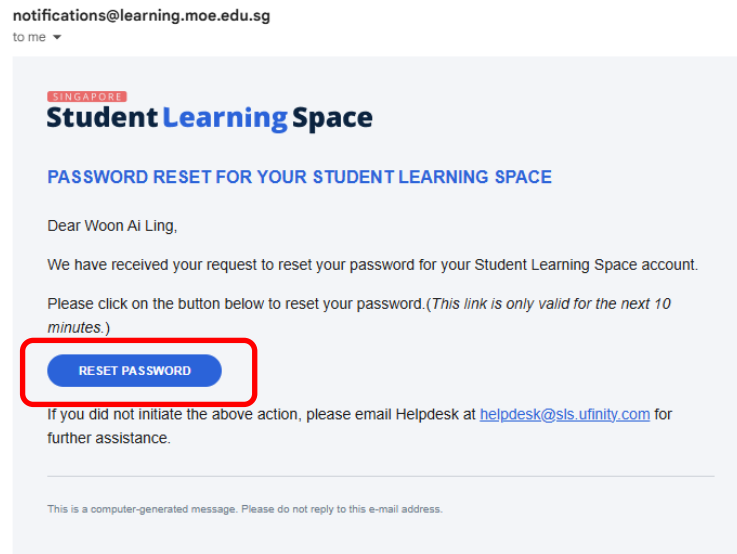 notifications@learning.moe.edu.sg
to me
SINGAPORE
Student Learning Space
PASSWORD RESET FOR YOUR STUDENT LEARNING SPACE
Dear Woon Ai Ling,
We have received your request to reset your password for your Student Learning Space account.
Please click on the button below to reset your password.(This link is only valid for the next 10
minutes.)
RESET PASSWORD
If you did not initiate the above action, please email Helpdesk at helpdesk@sls.ufinity.com for
further assistance.
This is a computer-generated message. Please do not reply to this e-mail address.